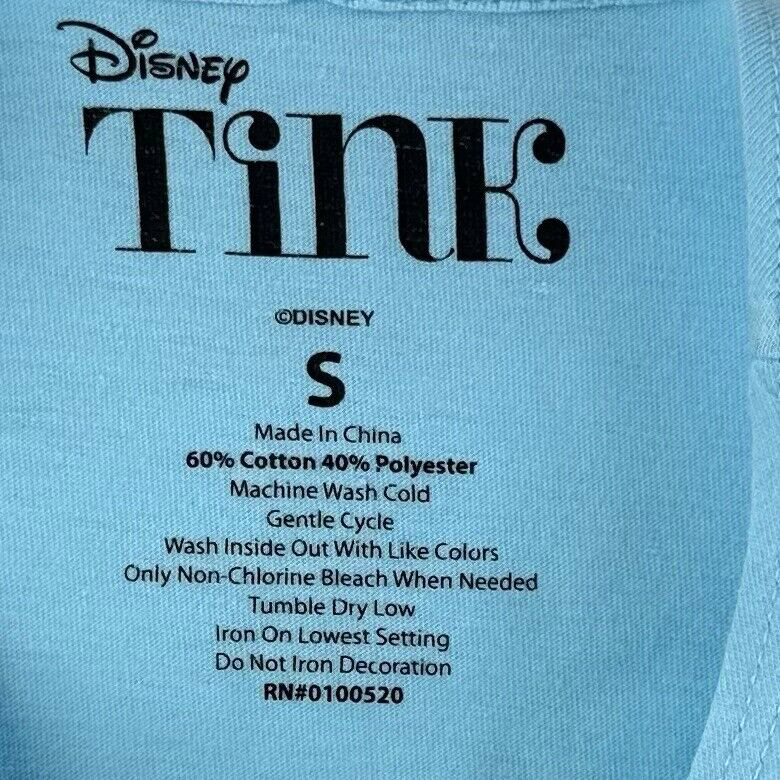 Disney
Tink
©DISNEY
S
Made In China
60% Cotton 40% Polyester
Machine Wash Cold
Gentle Cycle
Wash Inside Out With Like Colors
Only Non-Chlorine Bleach When Needed
Tumble Dry Low
Iron On Lowest Setting
Do Not Iron Decoration
RN#0100520